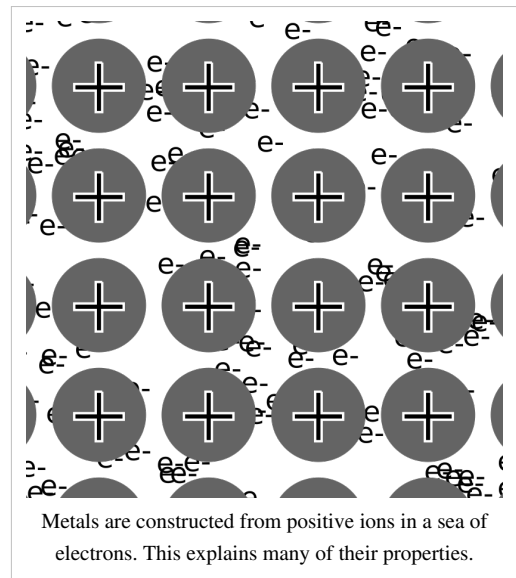 Metals are constructed from positive ions in a sea of
electrons. This explains many of their properties.
e- e- e- e- e- e- e- e-
+ + + +
e- e- e- e- e- e- e- e-
+ + + +
e- e- e- e- e- e- e- e-
+ + + +
e- e- e- e- e- e- e- e-
+ + + +
e- e- e- e- e- e- e- e-